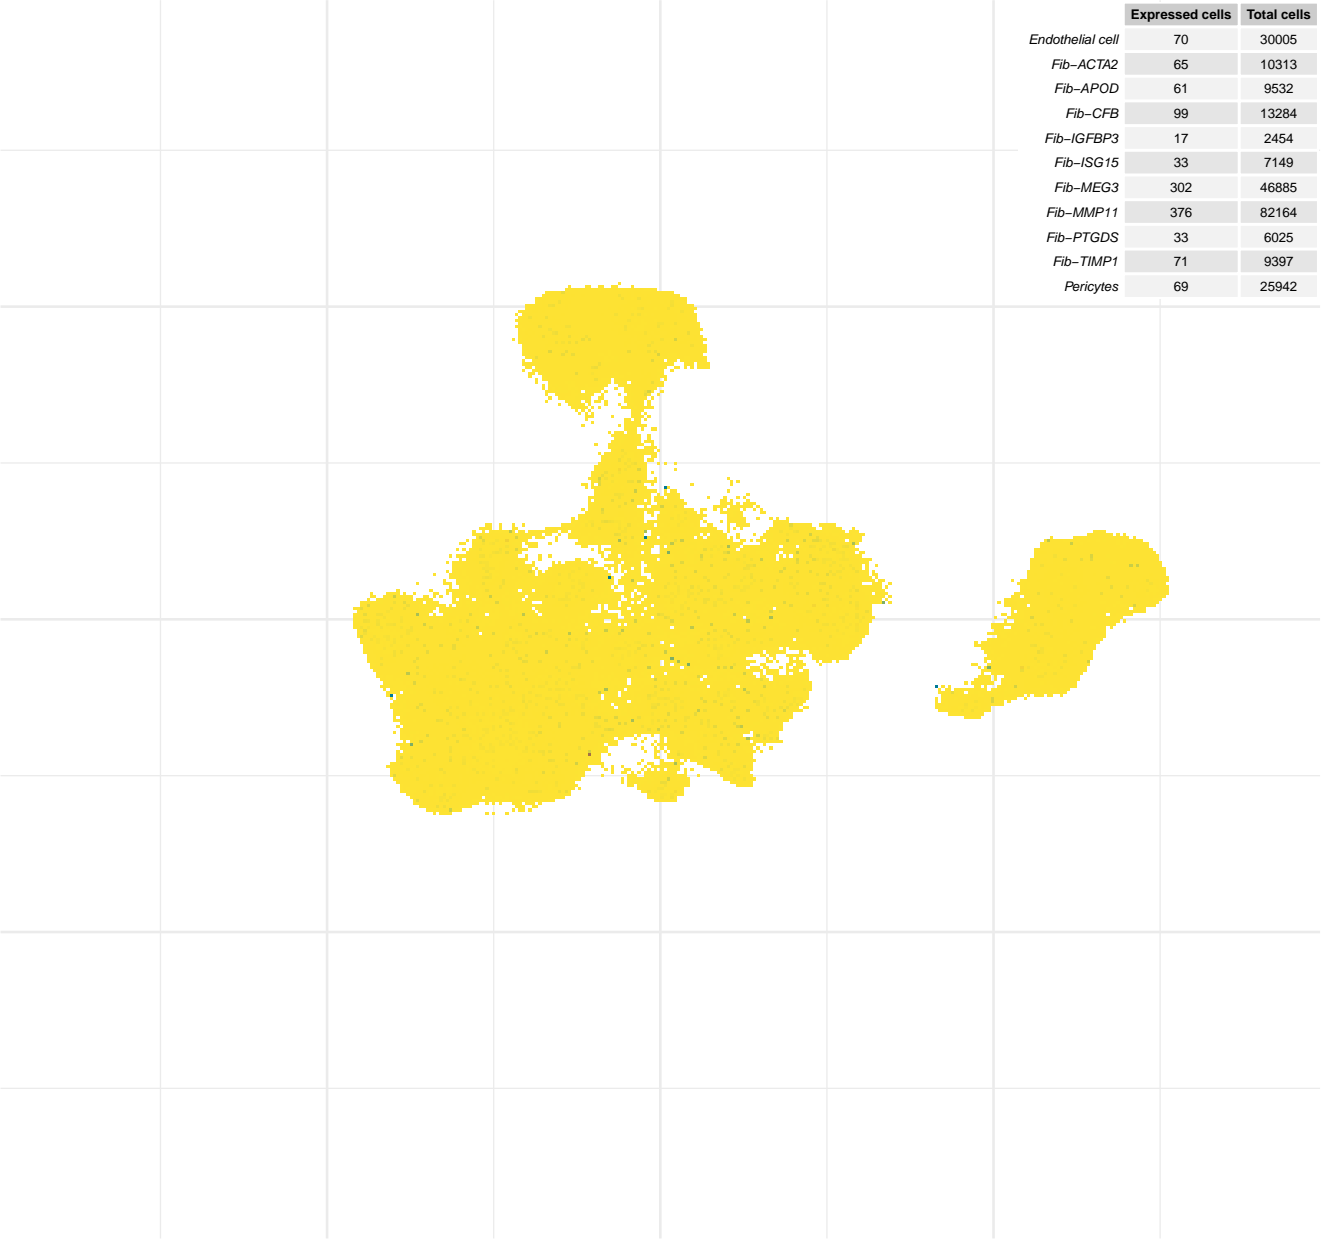 Expressed cells Total cells
Endothelial cell 70 30005
Fib−ACTA2 65 10313
Fib−APOD 61 9532
Fib−CFB 99 13284
Fib−IGFBP3 17 2454
Fib−ISG15 33 7149
Fib−MEG3 302 46885
Fib−MMP11 376 82164
Fib−PTGDS 33 6025
Fib−TIMP1 71 9397
Pericytes 69 25942